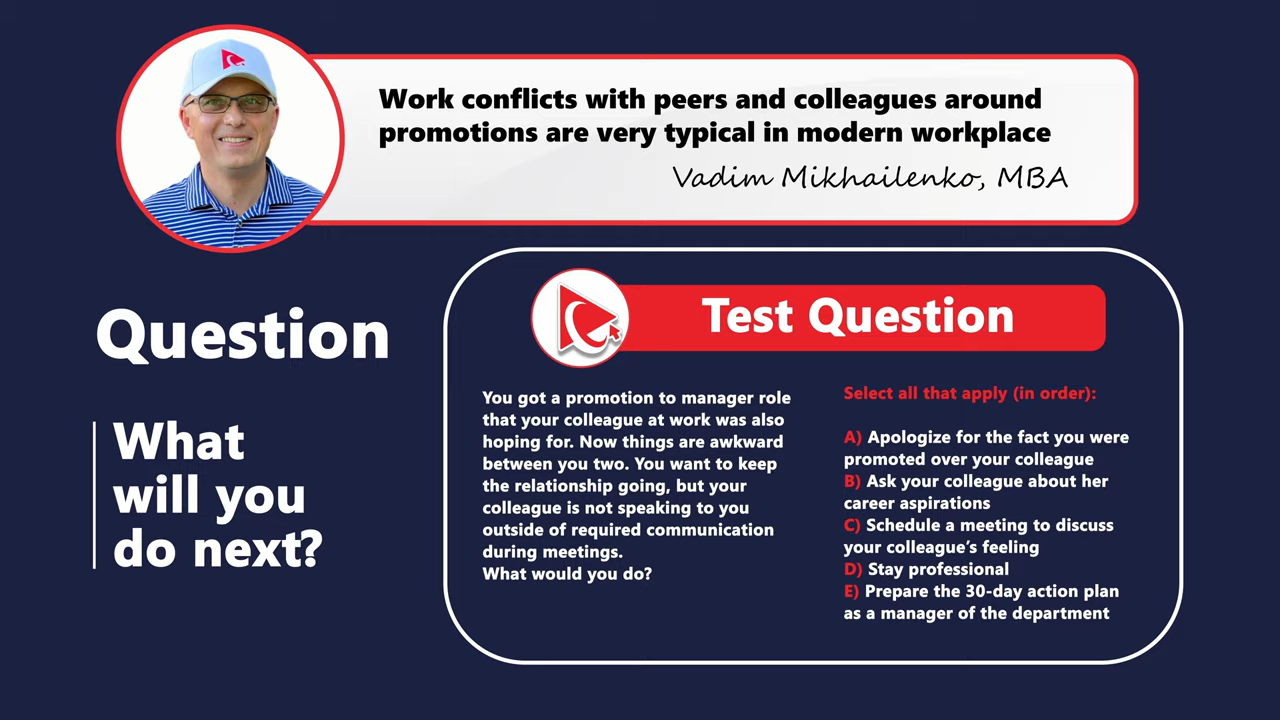 Work conflicts with peers and colleagues around
promotions are very typical in modern workplace
Vadim Mikhailenko, MBA
Question
What
will you
do next?
Test Question
You got a promotion to manager role
that your colleague at work was also
hoping for. Now things are awkward
between you two. You want to keep
the relationship going, but your
colleague is not speaking to you
outside of required communication
during meetings.
What would you do?
Select all that apply (in order):
A) Apologize for the fact you were
promoted over your colleague
B) Ask your colleague about her
career aspirations
C) Schedule a meeting to discuss
your colleague's feeling
D) Stay professional
E) Prepare the 30-day action plan
as a manager of the department